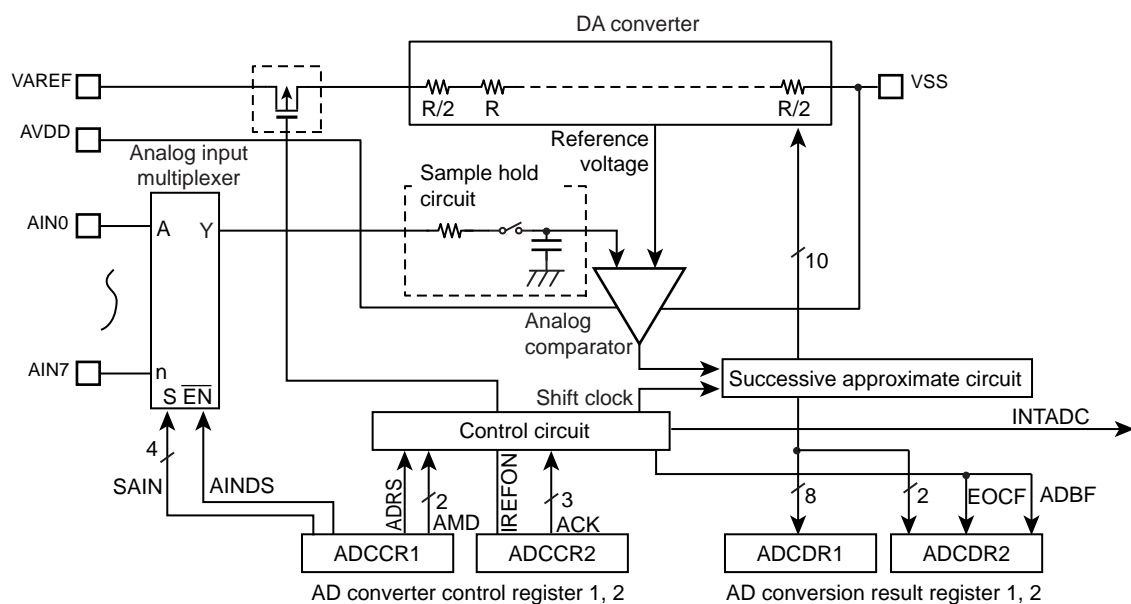 DA converter
VAREF
R/2
R
R/2
VSS
AVDD
Analog input
multiplexer
Reference
voltage
Sample hold
circuit
AIN0
A
Y
10
Analog
comparator
AIN7
n
S
EN
Successive approximate circuit
Shift clock
Control circuit
INTADC
4
SAIN
AINDS
ADRS
2
AMD
IREFON
3
ACK
8
2
EOCF
ADBF
ADCCR1
ADCCR2
ADCDR1
ADCDR2
AD converter control register 1, 2
AD conversion result register 1, 2